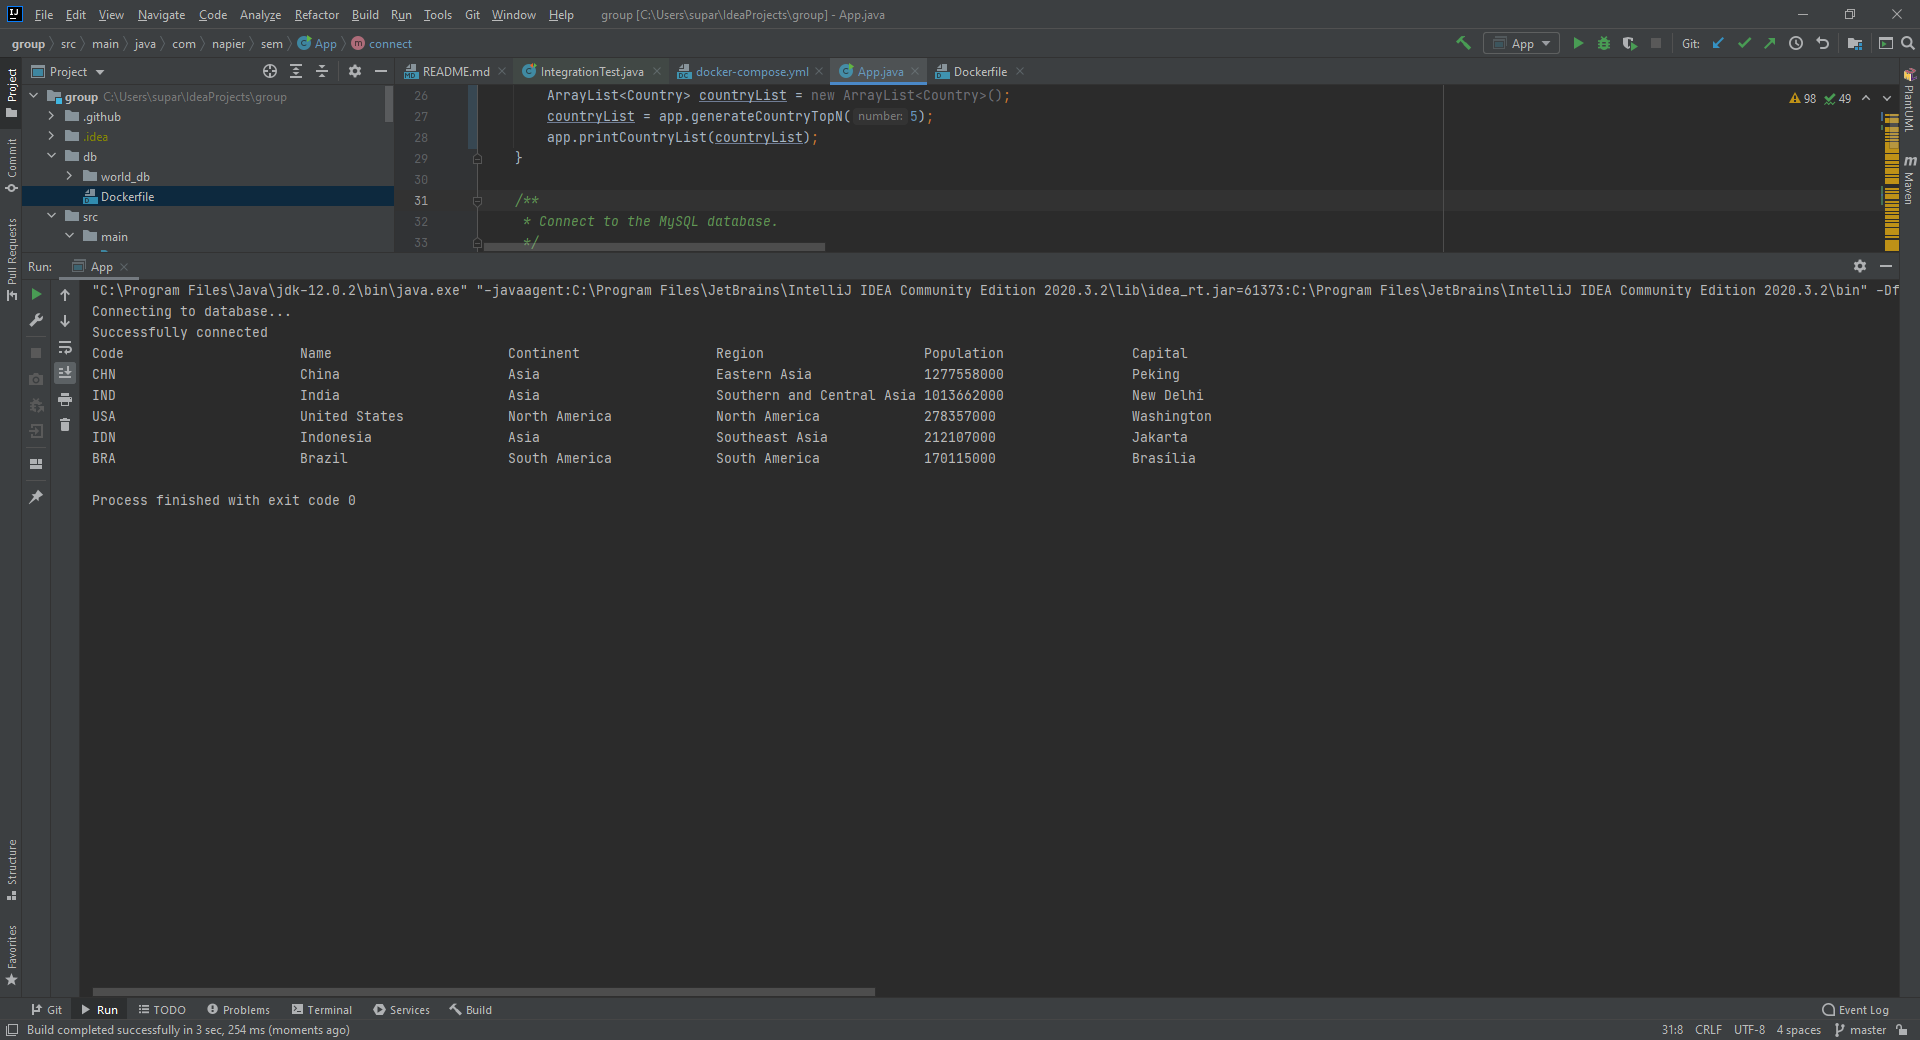 File Edit View Navigate Code Analyze Refactor Build Run Tools Git Window Help group [C:\Users\supar\IdeaProjects\group] - App.java
group src main java com napier sem App connect
App Git:
Project
README.md IntegrationTest.java docker-compose.yml App.java Dockerfile
group C:\Users\supar\IdeaProjects\group
.github
.idea
db
world_db
Dockerfile
src
main
26 ArrayList<Country> countryList = new ArrayList<Country>();
27 countryList = app.generateCountryTopN( number: 5);
28 app.printCountryList(countryList);
29 }
30
31 /**
32 * Connect to the MySQL database.
33 */
98 49
Project
Commit
Pull Requests
Structure
Favorites
PlantUML
Maven
Run: App
"C:\Program Files\Java\jdk-12.0.2\bin\java.exe" "-javaagent:C:\Program Files\JetBrains\IntelliJ IDEA Community Edition 2020.3.2\lib\idea_rt.jar=61373:C:\Program Files\JetBrains\IntelliJ IDEA Community Edition 2020.3.2\bin" -Df
Connecting to database...
Successfully connected
Code Name Continent Region Population Capital
CHN China Asia Eastern Asia 1277558000 Peking
IND India Asia Southern and Central Asia 1013662000 New Delhi
USA United States North America North America 278357000 Washington
IDN Indonesia Asia Southeast Asia 212107000 Jakarta
BRA Brazil South America South America 170115000 Brasília
Process finished with exit code 0
Git Run TODO Problems Terminal Services Build Event Log
Build completed successfully in 3 sec, 254 ms (moments ago) 31:8 CRLF UTF-8 4 spaces master